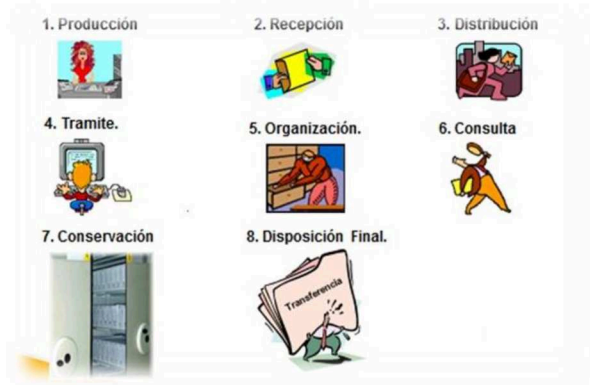 1. Producción
2. Recepción
3. Distribución
4. Tramite.
5. Organización.
6. Consulta
7. Conservación
8. Disposición Final.
Transferencia